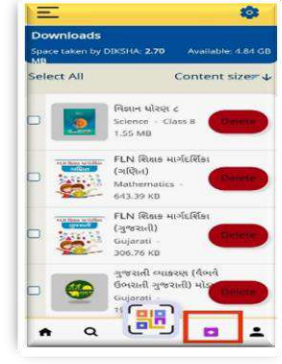 Downloads
Space taken by DIKSHA: 2.70 MB
Available: 4.84 GB
Select All
Content size
વિજ્ઞાન ધોરણ ૮
Science - Class 8
1.55 MB
Delete
FLN શિક્ષક માર્ગદર્શિકા
(ગણિત)
Mathematics -
643.39 KB
Delete
FLN શિક્ષક માર્ગદર્શિકા
(ગુજરાતી)
Gujarati -
306.76 KB
Delete
ગુજરાતી વ્યાકરણ
ગુજરાતી)
Gujarati -
Delete